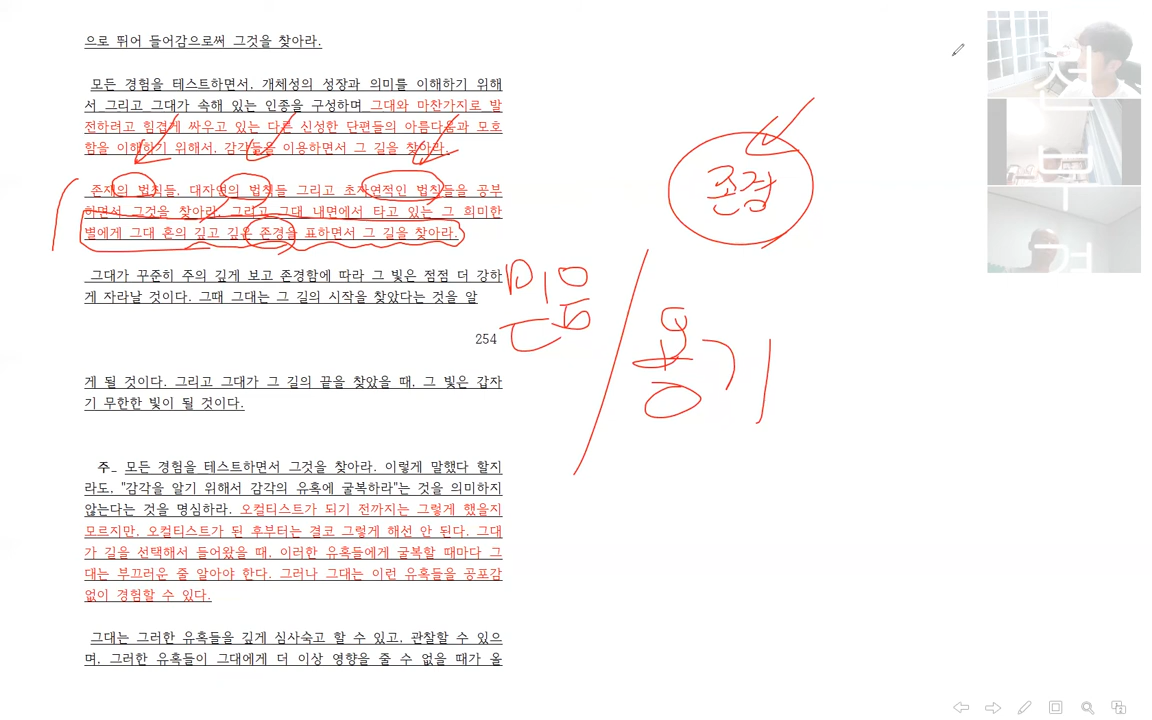 으로 뛰어 들어감으로써 그것을 찾아라.
모든 경험을 테스트하면서, 개체성의 성장과 의미를 이해하기 위해
서 그리고 그대가 속해 있는 인종을 구성하며 그대와 마찬가지로 발
전하려고 힘겹게 싸우고 있는 다른 신성한 단편들의 아름다움과 모호
함을 이해하기 위해서, 감각들을 이용하면서 그 길을 찾아라.
존재의 법칙들, 대자연의 법칙들 그리고 초자연적인 법칙들을 공부
하면서 그것을 찾아라. 그리고 그대 내면에서 타고 있는 그 희미한
별에게 그대 혼의 깊고 깊은 존경을 표하면서 그 길을 찾아라.
존경
그대가 꾸준히 주의 깊게 보고 존경함에 따라 그 빛은 점점 더 강하
게 자라날 것이다. 그때 그대는 그 길의 시작을 찾았다는 것을 알
믿음
용기
254
게 될 것이다. 그리고 그대가 그 길의 끝을 찾았을 때, 그 빛은 갑자
기 무한한 빛이 될 것이다.
주_ 모든 경험을 테스트하면서 그것을 찾아라. 이렇게 말했다 할지
라도, "감각을 알기 위해서 감각의 유혹에 굴복하라"는 것을 의미하지
않는다는 것을 명심하라. 오컬티스트가 되기 전까지는 그렇게 했을지
모르지만, 오컬티스트가 된 후부터는 결코 그렇게 해선 안 된다. 그대
가 길을 선택해서 들어왔을 때, 이러한 유혹들에게 굴복할 때마다 그
대는 부끄러운 줄 알아야 한다. 그러나 그대는 이런 유혹들을 공포감
없이 경험할 수 있다.
그대는 그러한 유혹들을 깊게 심사숙고 할 수 있고, 관찰할 수 있으
며, 그러한 유혹들이 그대에게 더 이상 영향을 줄 수 없을 때가 올